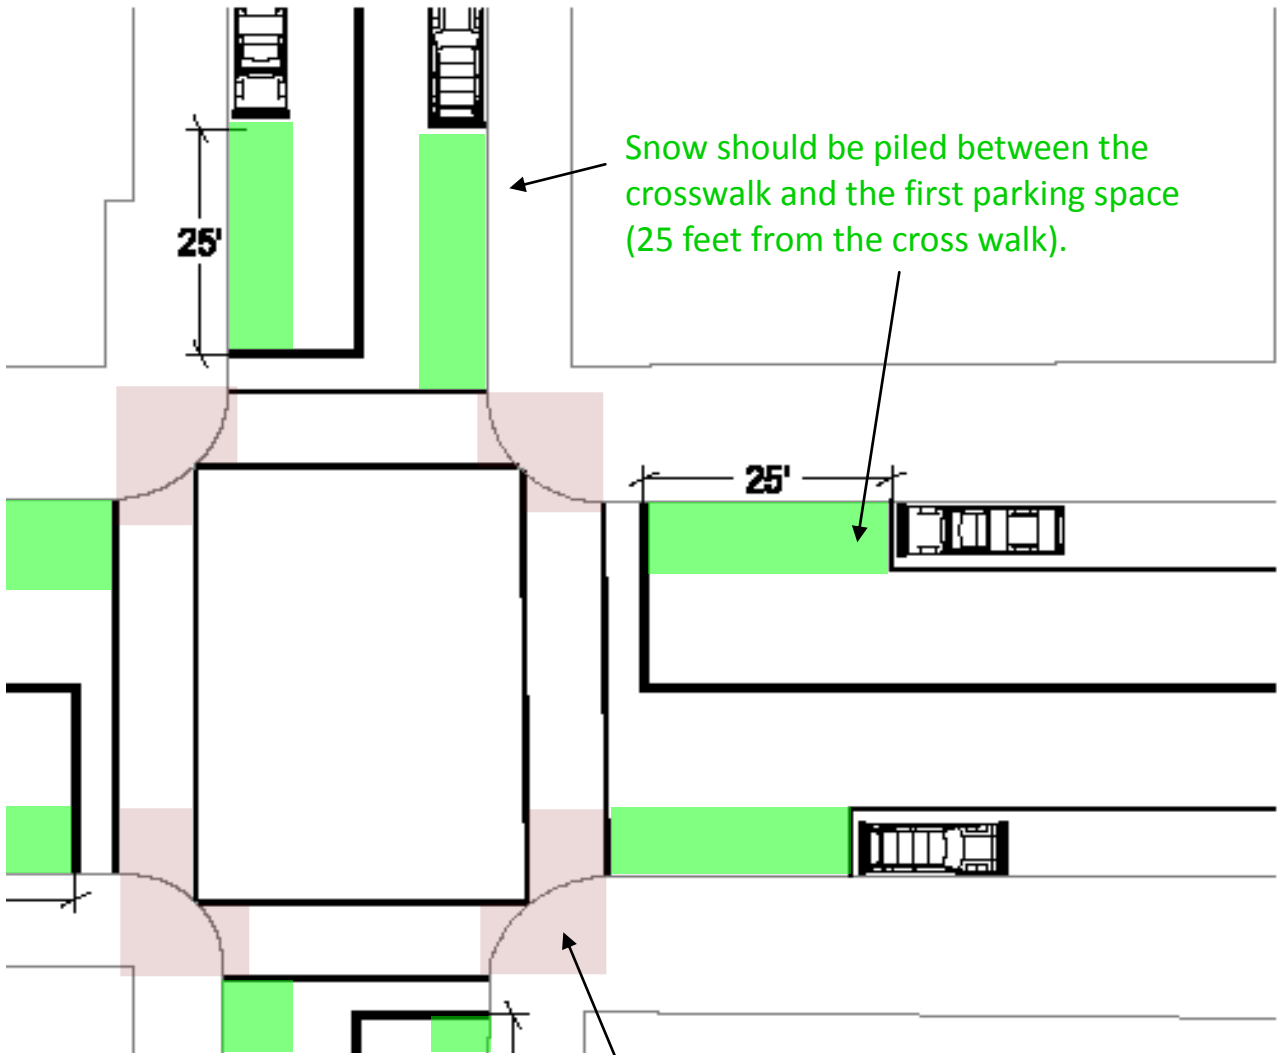 Snow should be piled between the
crosswalk and the first parking space
(25 feet from the cross walk).
25'
25'